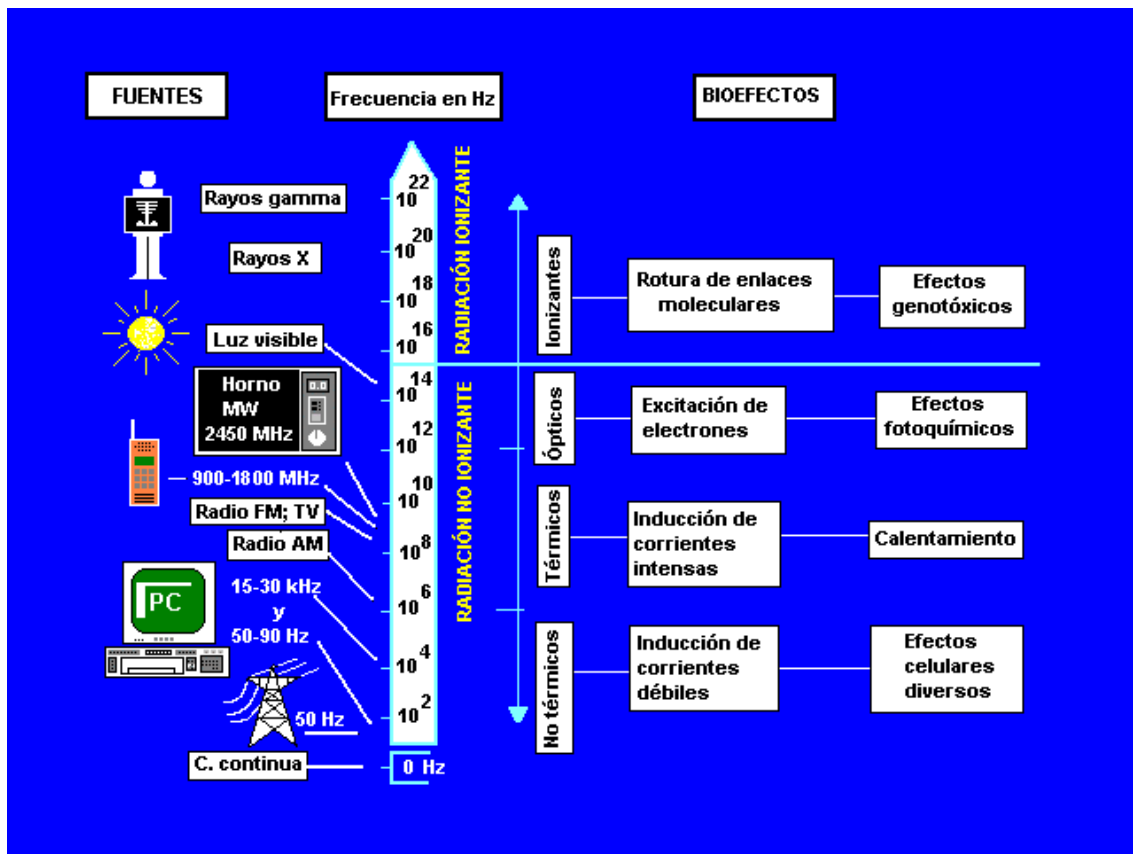 FUENTES
Frecuencia en Hz
BIOEFECTOS
Rayos gamma
Rayos X
Luz visible
Horno
MW
2450 MHz
900-1800 MHz
Radio FM; TV
Radio AM
PC
15-30 kHz
y
50-90 Hz
50 Hz
C. continua
10^22
10^20
10^18
10^16
10^14
10^12
10^10
10^8
10^6
10^4
10^2
0 Hz
RADIACIÓN IONIZANTE
RADIACIÓN NO IONIZANTE
Ionizantes
Rotura de enlaces
moleculares
Efectos
genotóxicos
Ópticos
Excitación de
electrones
Efectos
fotoquímicos
Térmicos
Inducción de
corrientes
intensas
Calentamiento
No térmicos
Inducción de
corrientes
débiles
Efectos
celulares
diversos